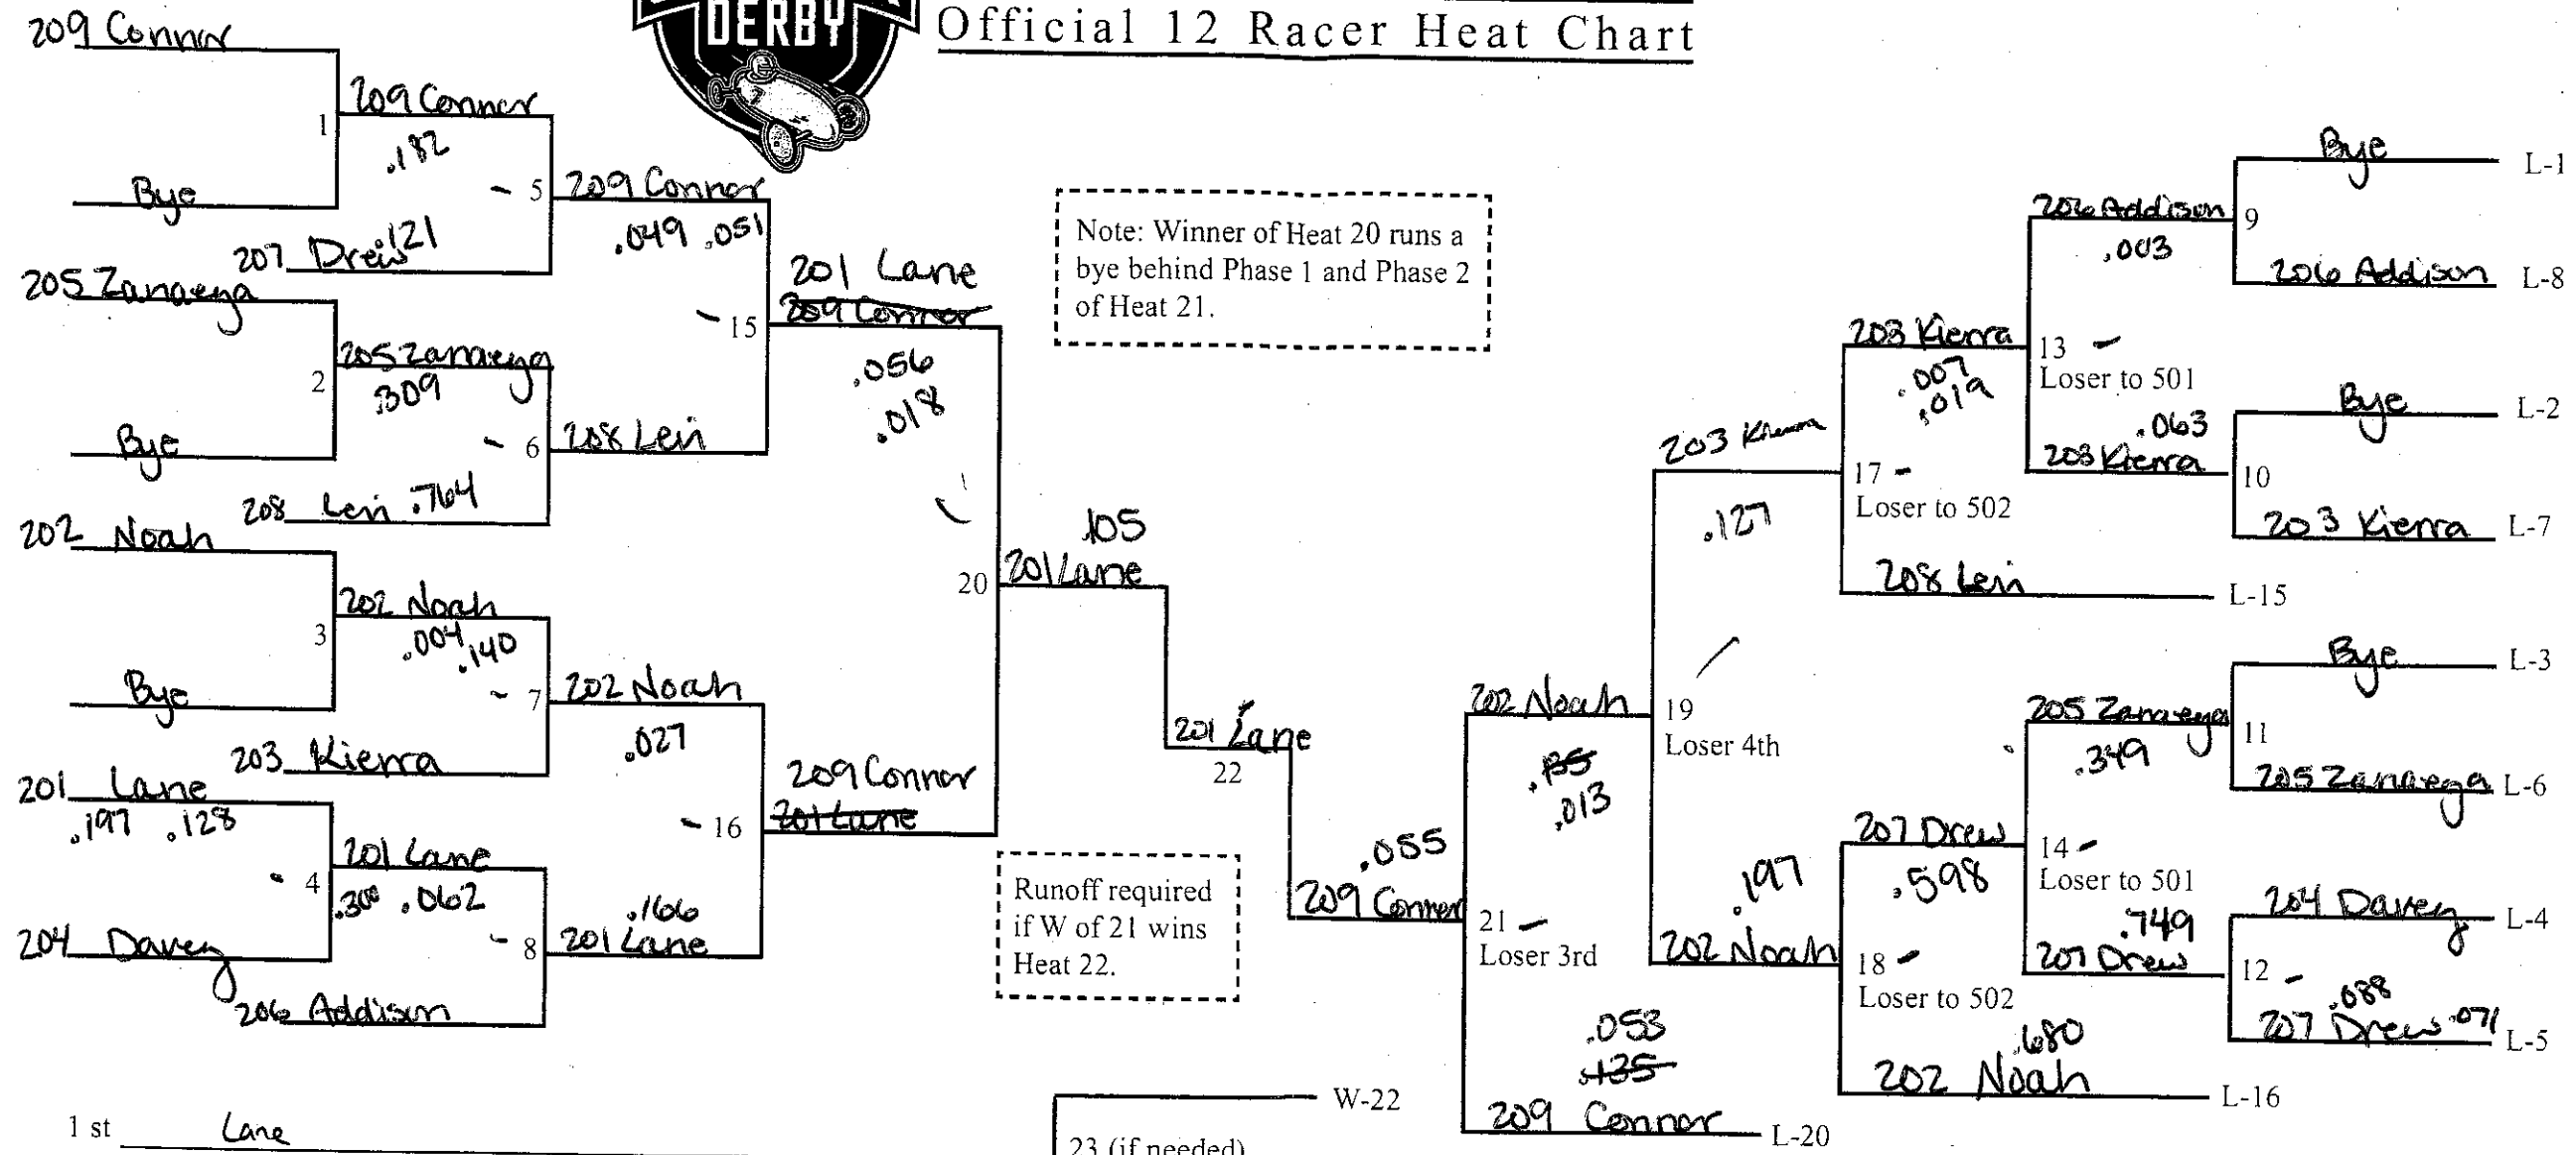 DERBY
Official 12 Racer Heat Chart
209 Connor
Bye
1
209 Connor
.182
207 Drew .121
5
209 Connor
.049 .051
205 Zanaeya
Bye
2
205 Zanaeya
.309
208 Levi .764
6
208 Levi
15
201 Lane
209 Connor
.056
.018
202 Noah
Bye
3
202 Noah
.004 .140
203 Kierra
7
202 Noah
.027
201 Lane
.197 .128
204 Davey
4
201 Lane
.300 .062
206 Addison
8
.166
201 Lane
16
209 Connor
201 Lane
20
.105
201 Lane
201 Lane
22
Note: Winner of Heat 20 runs a
bye behind Phase 1 and Phase 2
of Heat 21.
Runoff required
if W of 21 wins
Heat 22.
.055
209 Connor
21
Loser 3rd
202 Noah
.135
.013
.053
.135
209 Connor L-20
19
Loser 4th
203 Kierra
.127
.197
202 Noah
17
Loser to 502
203 Kierra
.007
.019
208 Levi L-15
18
Loser to 502
207 Drew
.598
.680
202 Noah L-16
13
Loser to 501
206 Addison
.003
.063
203 Kierra
14
Loser to 501
205 Zanaeya
.349
.749
207 Drew
Bye L-1
9
206 Addison L-8
Bye L-2
10
203 Kierra L-7
Bye L-3
11
205 Zanaeya L-6
204 Davey L-4
12
.088
207 Drew .071 L-5
1 st Lane
W-22
23 (if needed)